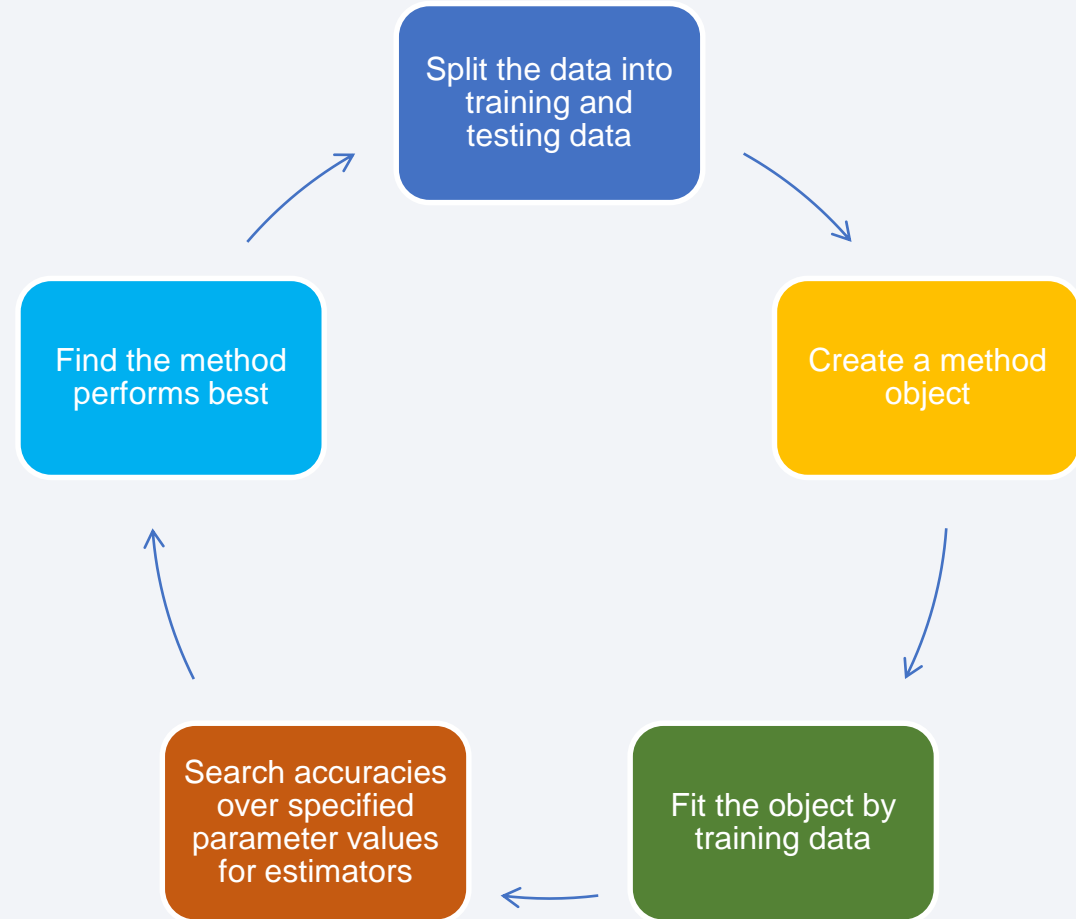 Split the data into
training and
testing data
Create a method
object
Fit the object by
training data
Search accuracies
over specified
parameter values
for estimators
Find the method
performs best